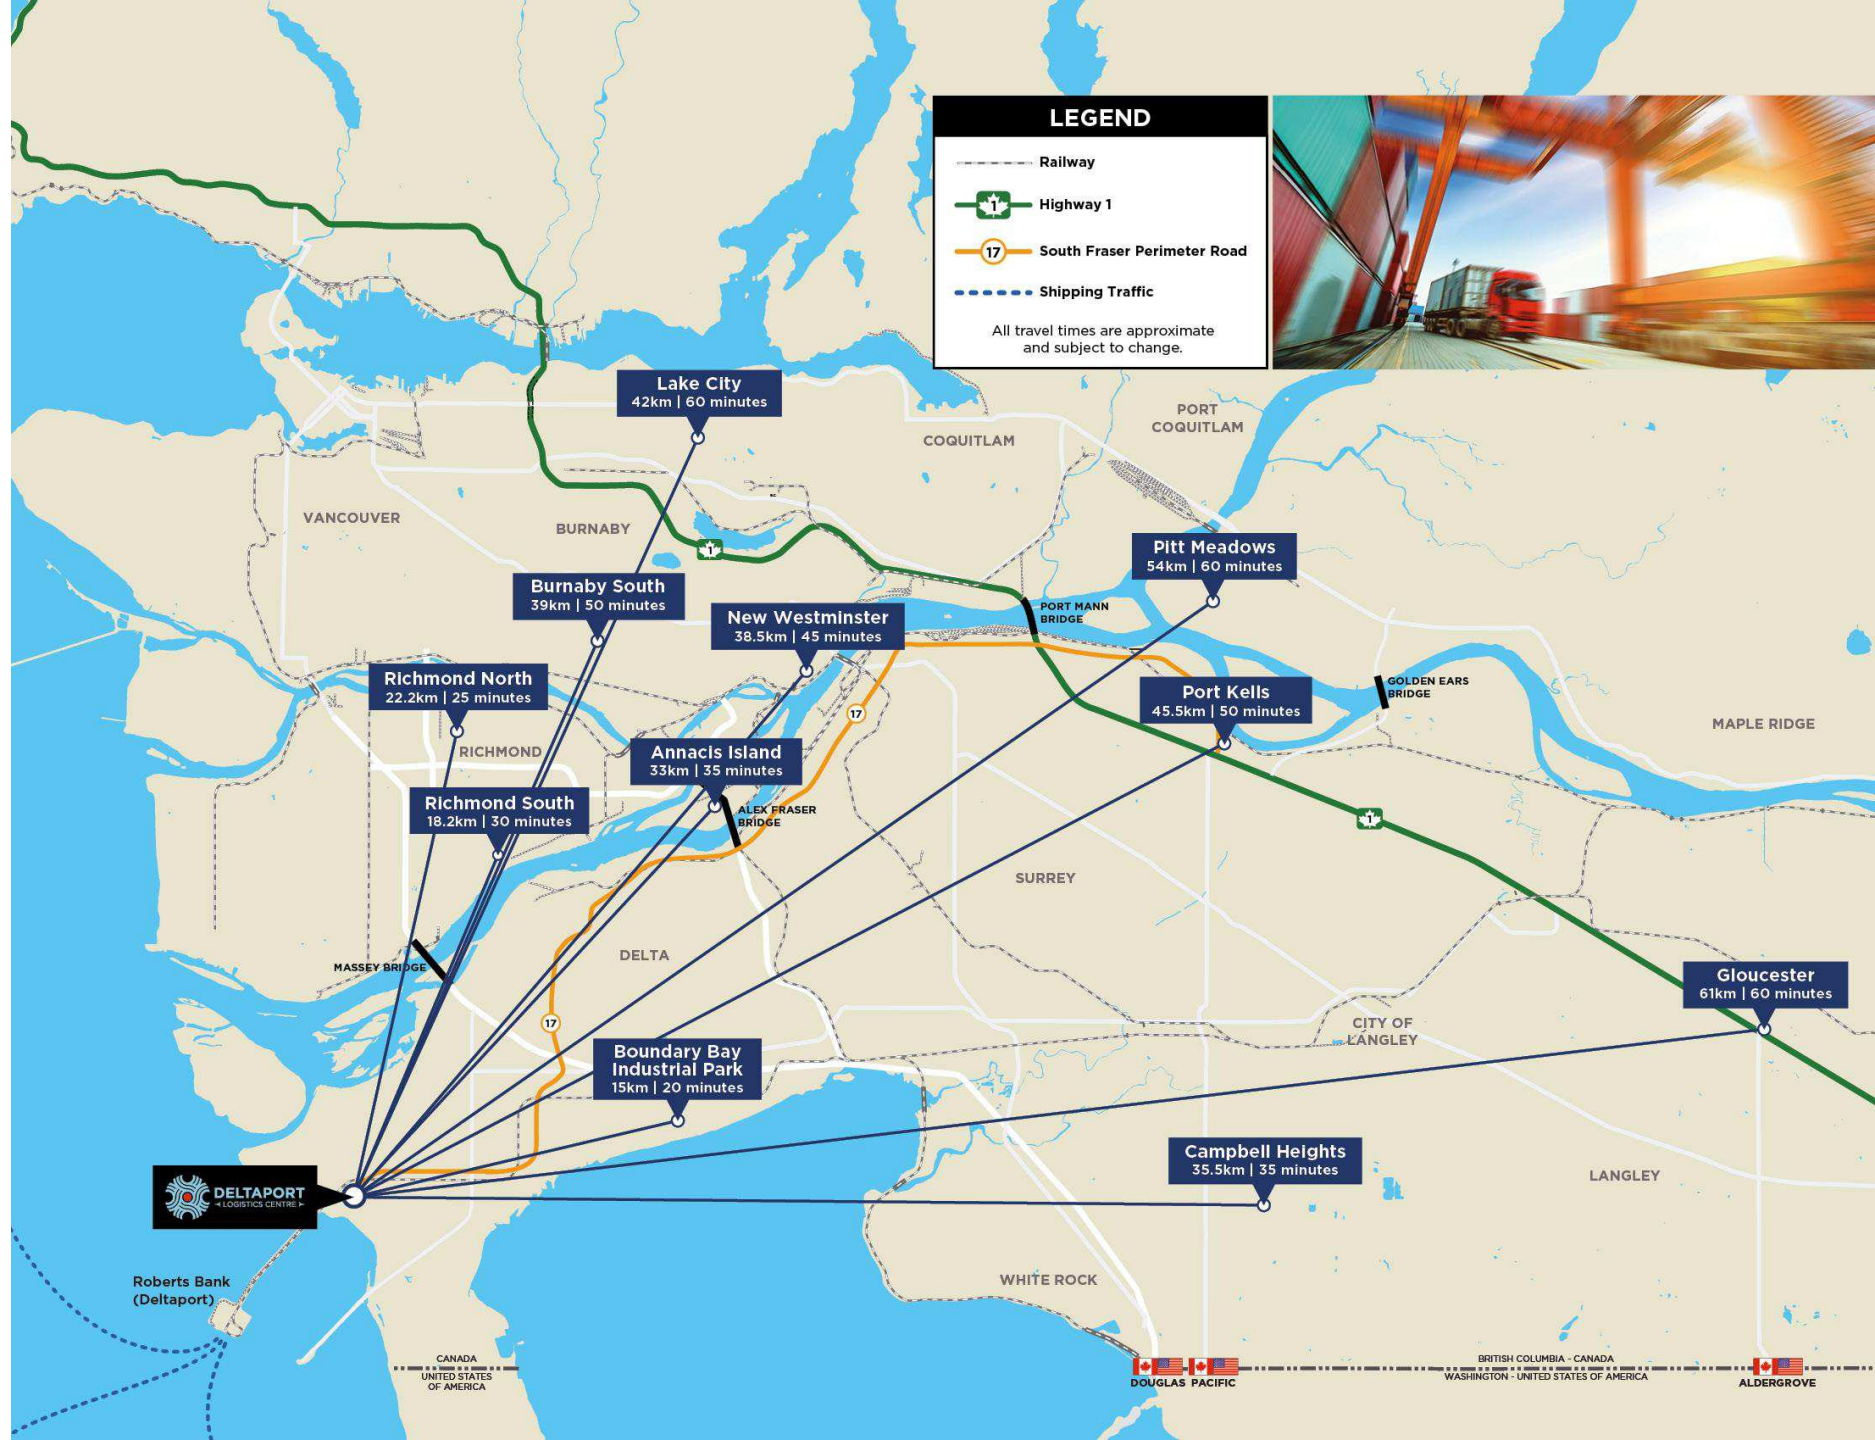 LEGEND
Railway
1
Highway 1
17
South Fraser Perimeter Road
Shipping Traffic
All travel times are approximate
and subject to change.
Lake City
42km | 60 minutes
PORT
COQUITLAM
COQUITLAM
VANCOUVER
BURNABY
1
Pitt Meadows
54km | 60 minutes
Burnaby South
39km | 50 minutes
New Westminster
38.5km | 45 minutes
PORT MANN
BRIDGE
Richmond North
22.2km | 25 minutes
Port Kells
45.5km | 50 minutes
GOLDEN EARS
BRIDGE
17
MAPLE RIDGE
RICHMOND
Annacis Island
33km | 35 minutes
Richmond South
18.2km | 30 minutes
ALEX FRASER
BRIDGE
1
SURREY
DELTA
MASSEY BRIDGE
Gloucester
61km | 60 minutes
17
CITY OF
LANGLEY
Boundary Bay
Industrial Park
15km | 20 minutes
Campbell Heights
35.5km | 35 minutes
LANGLEY
DELTAPORT
LOGISTICS CENTRE
WHITE ROCK
Roberts Bank
(Deltaport)
CANADA
UNITED STATES
OF AMERICA
DOUGLAS
PACIFIC
BRITISH COLUMBIA - CANADA
WASHINGTON - UNITED STATES OF AMERICA
ALDERGROVE